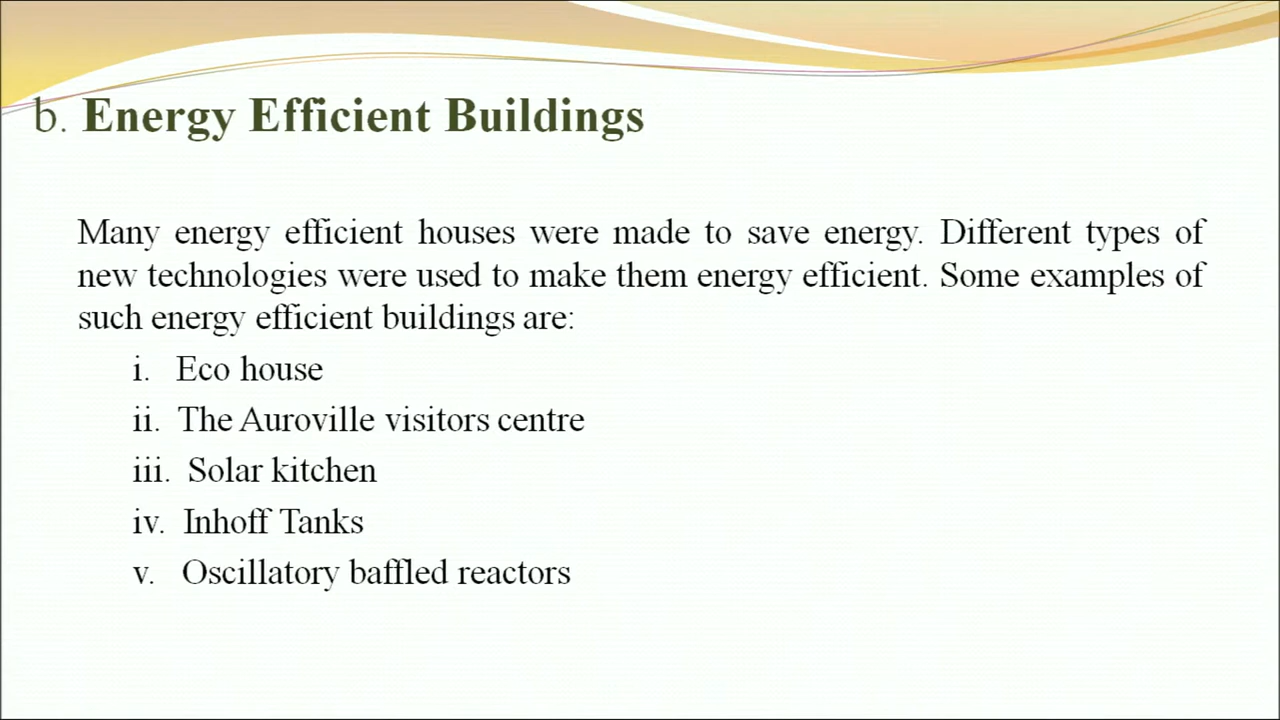 b. Energy Efficient Buildings
Many energy efficient houses were made to save energy. Different types of
new technologies were used to make them energy efficient. Some examples of
such energy efficient buildings are:
i. Eco house
ii. The Auroville visitors centre
iii. Solar kitchen
iv. Inhoff Tanks
v. Oscillatory baffled reactors